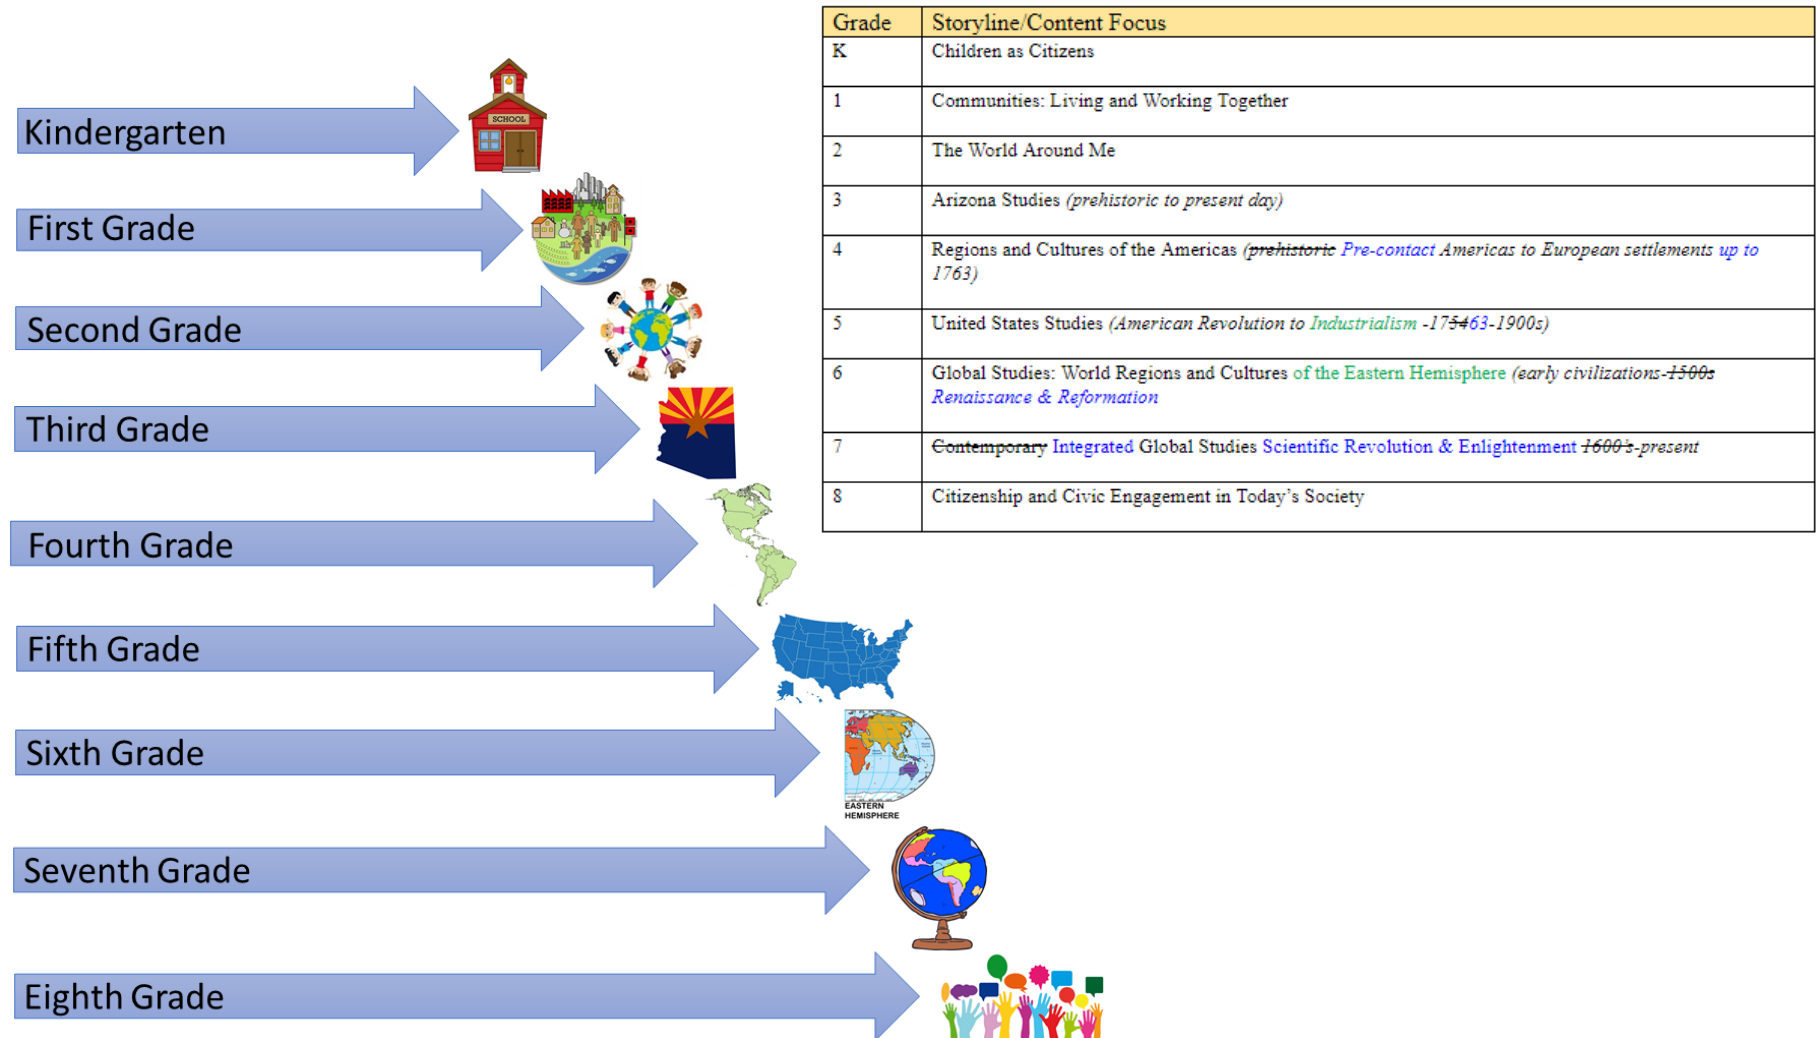 Grade Storyline/Content Focus
K Children as Citizens
1 Communities: Living and Working Together
2 The World Around Me
3 Arizona Studies (prehistoric to present day)
4 Regions and Cultures of the Americas (prehistoric Pre-contact Americas to European settlements up to
1763)
5 United States Studies (American Revolution to Industrialism -175463-1900s)
6 Global Studies: World Regions and Cultures of the Eastern Hemisphere (early civilizations-1500s
Renaissance & Reformation
7 Contemporary Integrated Global Studies Scientific Revolution & Enlightenment 1600's-present
8 Citizenship and Civic Engagement in Today's Society
Kindergarten
SCHOOL
First Grade
Second Grade
Third Grade
Fourth Grade
Fifth Grade
Sixth Grade
EASTERN
HEMISPHERE
Seventh Grade
Eighth Grade